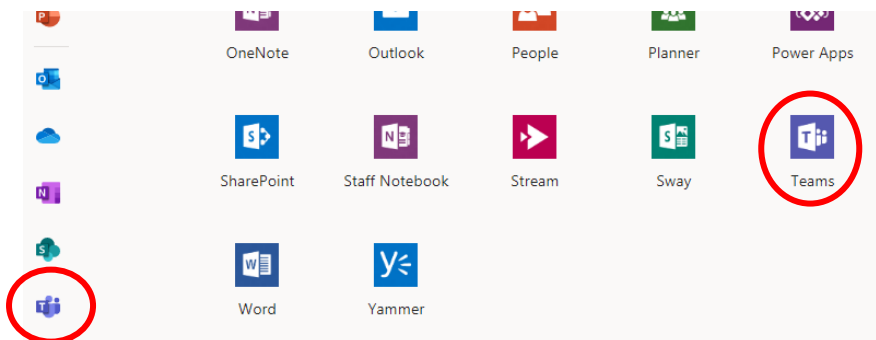 OneNote Outlook People Planner Power Apps
SharePoint Staff Notebook Stream Sway Teams
Word Yammer